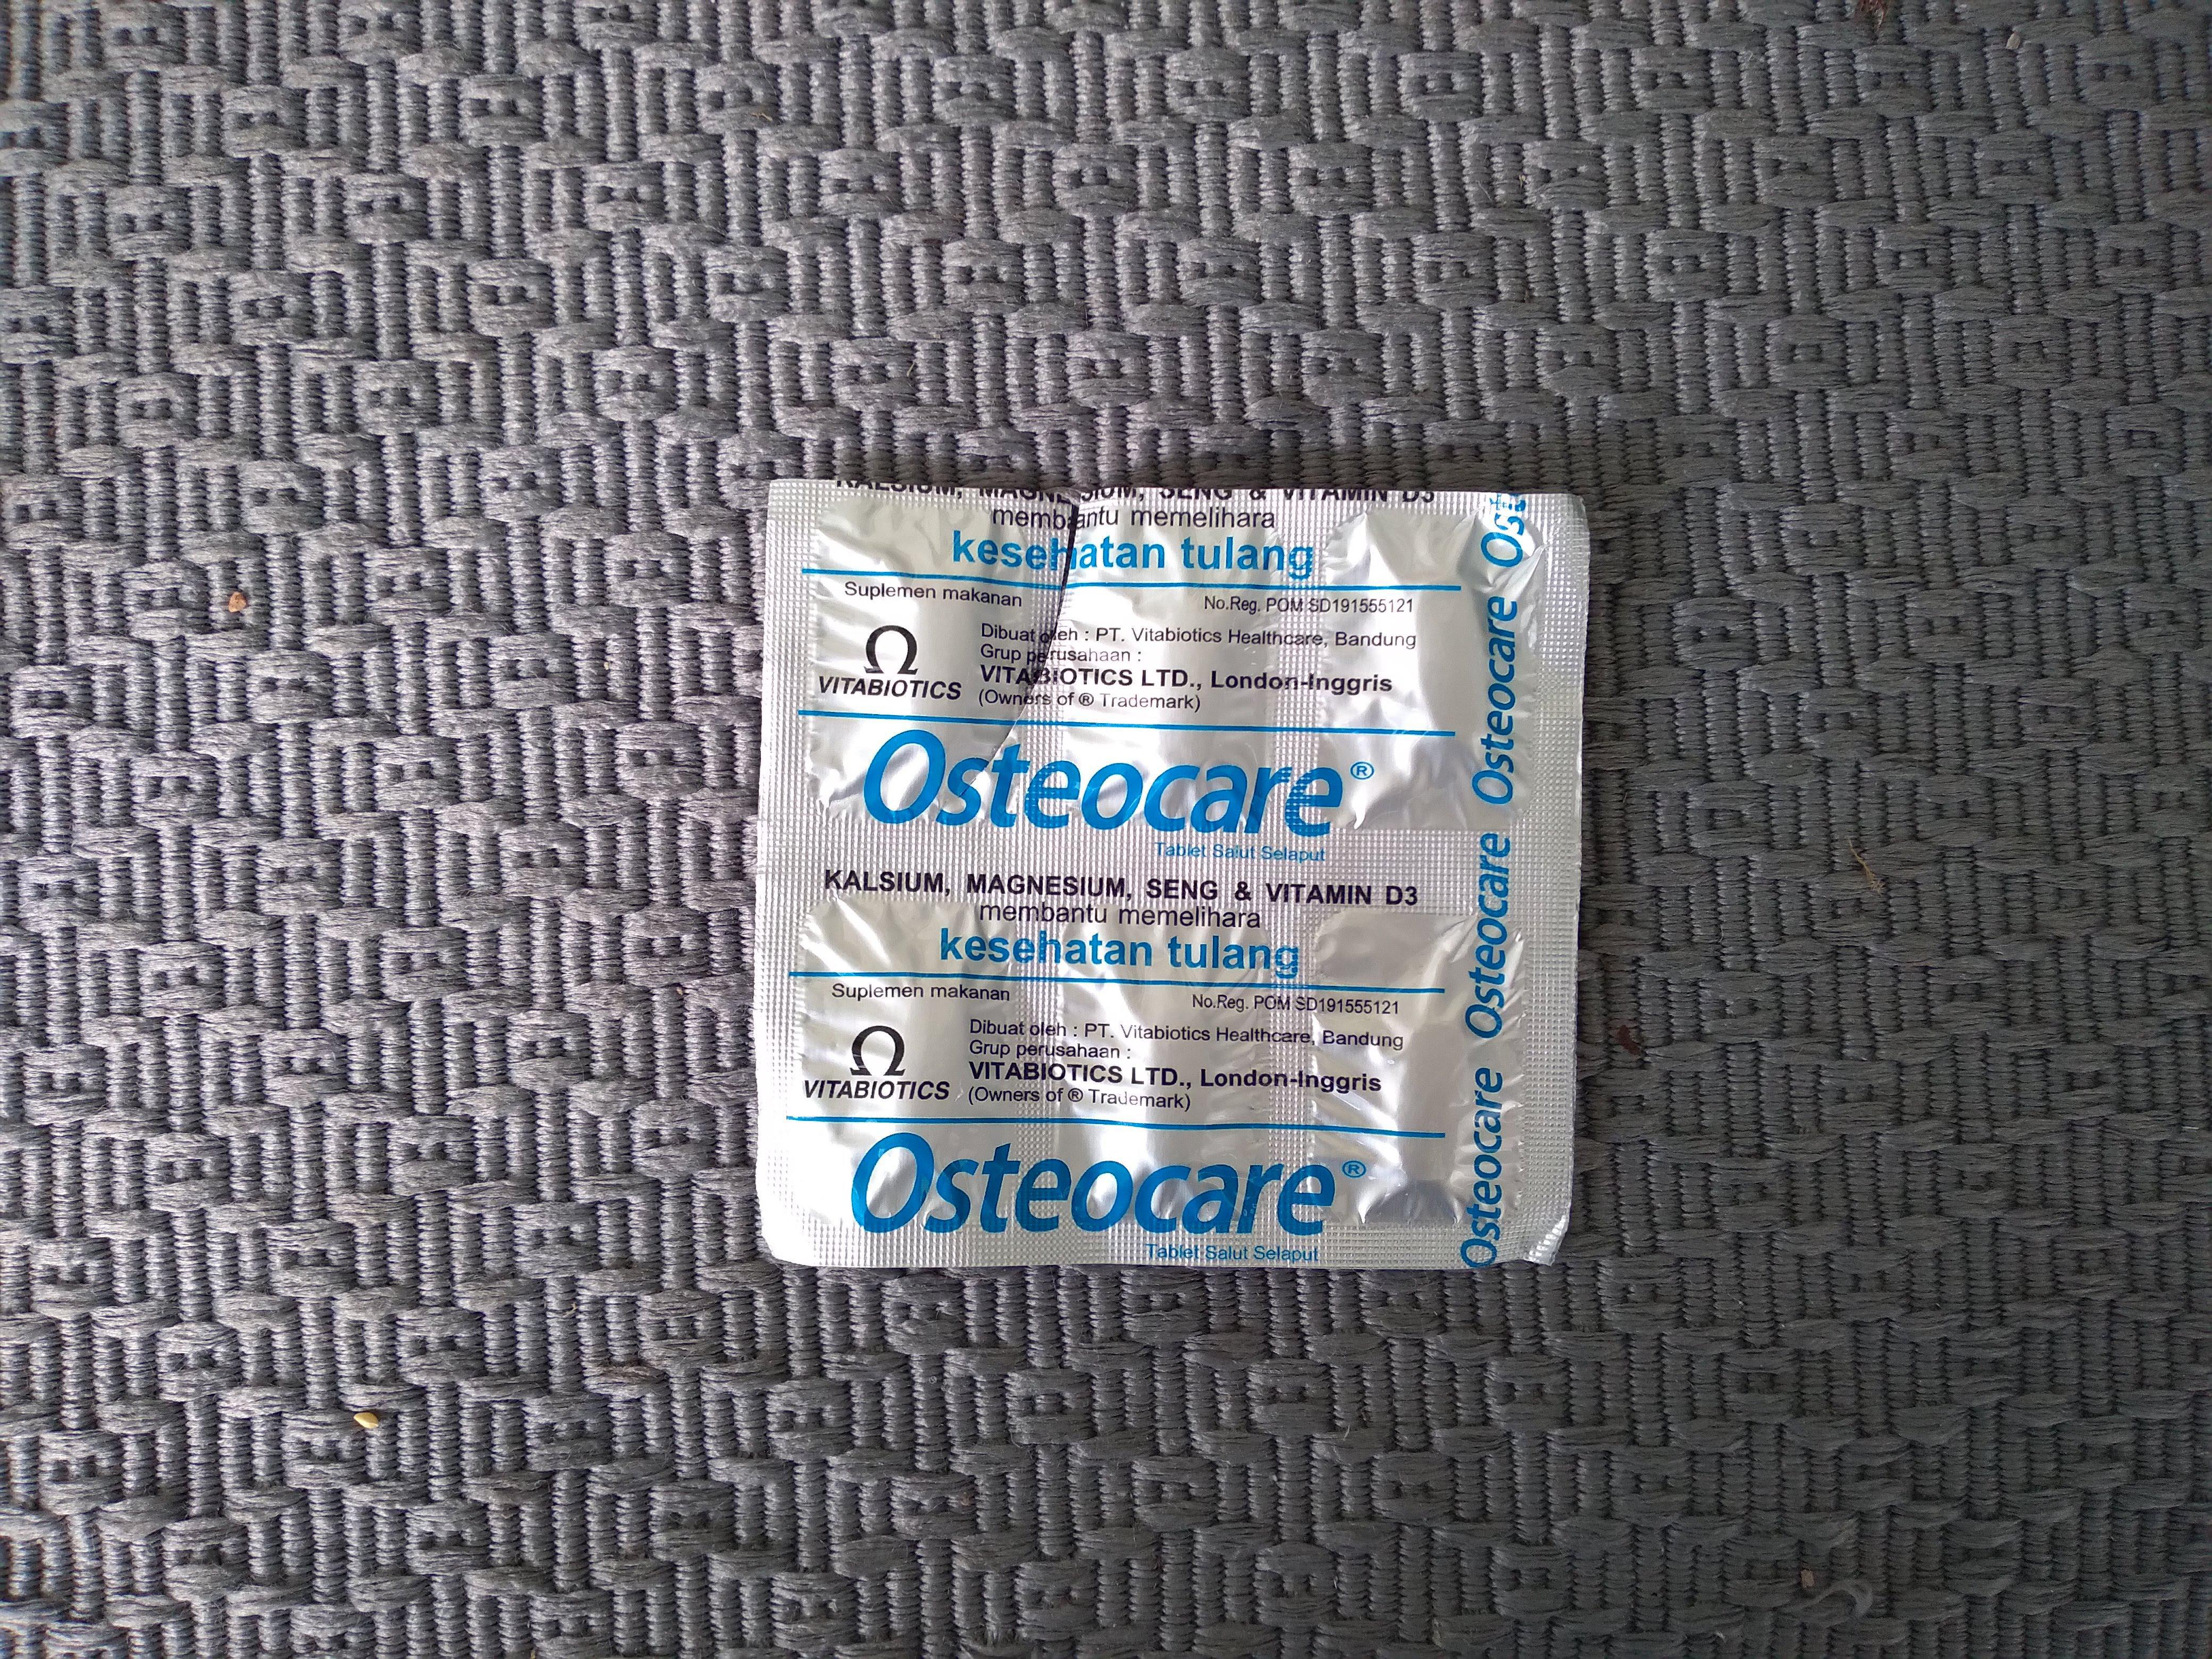 KALSIUM, MAGNESIUM, SENG & VITAMIN D3
membantu memelihara
kesehatan tulang
Suplemen makanan
No.Reg. POM SD191555121
Ω
VITABIOTICS
Dibuat oleh : PT. Vitabiotics Healthcare, Bandung
Grup perusahaan :
VITABIOTICS LTD., London-Inggris
(Owners of ® Trademark)
Osteocare®
Tablet Salut Selaput
KALSIUM, MAGNESIUM, SENG & VITAMIN D3
membantu memelihara
kesehatan tulang
Suplemen makanan
No.Reg. POM SD191555121
Ω
VITABIOTICS
Dibuat oleh : PT. Vitabiotics Healthcare, Bandung
Grup perusahaan :
VITABIOTICS LTD., London-Inggris
(Owners of ® Trademark)
Osteocare®
Tablet Salut Selaput
Osteocare Osteocare Osteocare